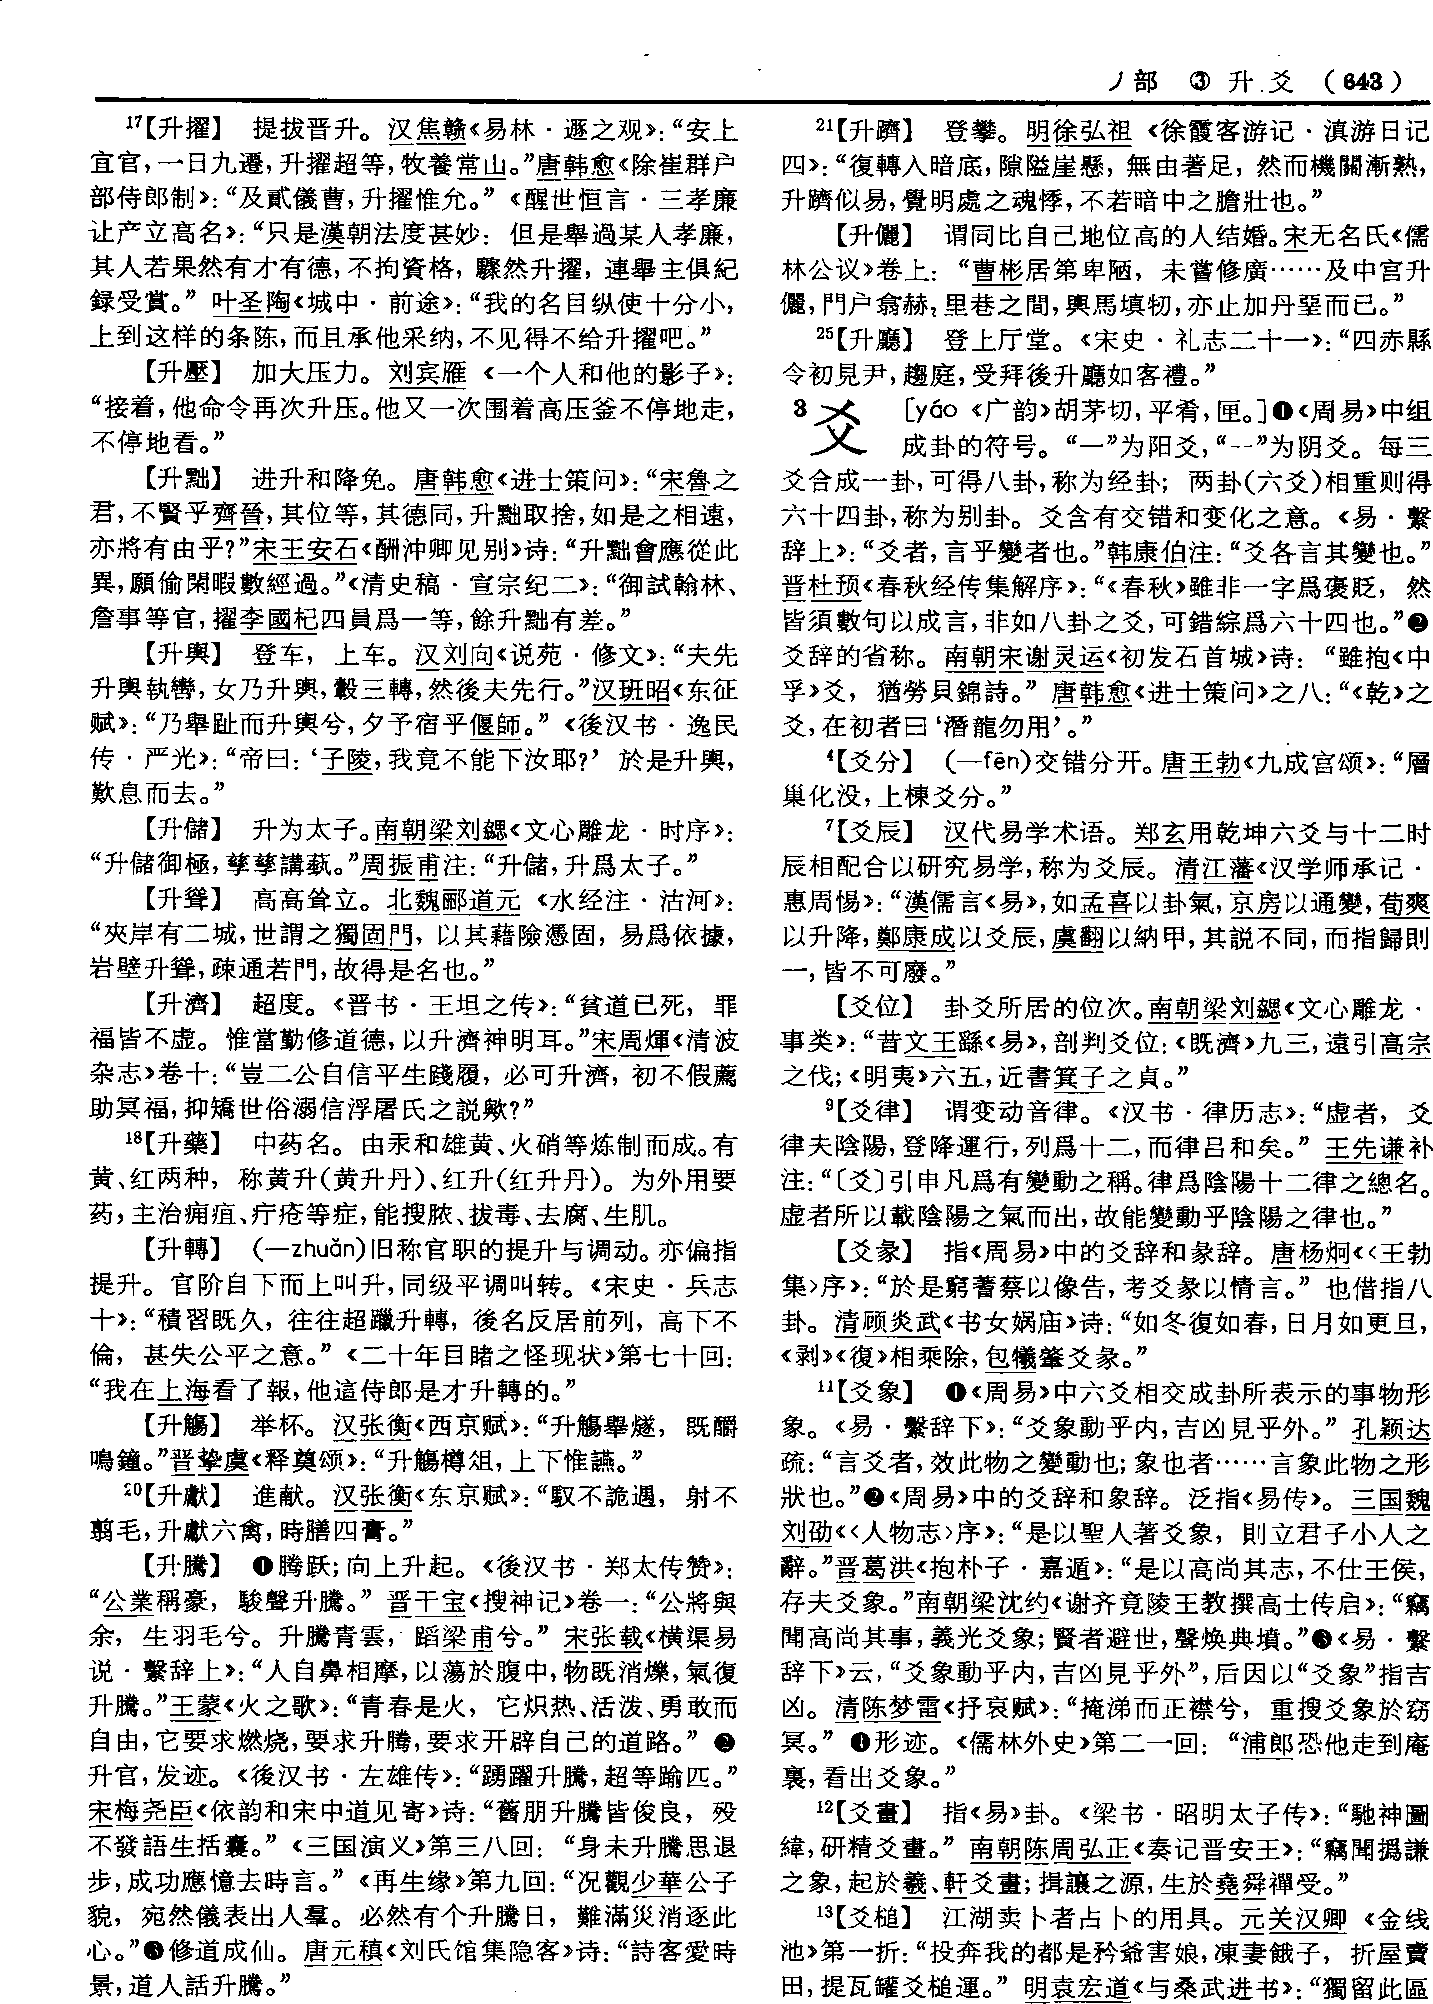 丿部 ③ 升 爻 （643）
17【升擢】 提拔晋升。汉焦赣《易林·遯之观》：“安上
宜官，一日九遷，升擢超等，牧養常山。”唐韩愈《除崔群户
部侍郎制》：“及貳儀曹，升擢惟允。”《醒世恒言·三孝廉
让产立高名》：“只是漢朝法度甚妙：但是舉過某人孝廉，
其人若果然有才有德，不拘資格，驟然升擢，連舉主俱紀
録受賞。”叶圣陶《城中·前途》：“我的名目纵使十分小，
上到这样的条陈，而且承他采纳，不见得不给升擢吧。”
【升壓】 加大压力。刘宾雁《一个人和他的影子》：
“接着，他命令再次升压。他又一次围着高压釜不停地走，
不停地看。”
【升黜】 进升和降免。唐韩愈《进士策问》：“宋魯之
君，不賢乎齊晉，其位等，其德同，升黜取捨，如是之相遠，
亦將有由乎？”宋王安石《酬冲卿见别》诗：“升黜會應從此
異，願偷閑暇數經過。”《清史稿·宣宗纪二》：“御試翰林、
詹事等官，擢李國杞四員爲一等，餘升黜有差。”
【升輿】 登车，上车。汉刘向《说苑·修文》：“夫先
升輿執轡，女乃升輿，轂三轉，然後夫先行。”汉班昭《东征
赋》：“乃舉趾而升輿兮，夕予宿乎偃師。”《後汉书·逸民
传·严光》：“帝曰：‘子陵，我竟不能下汝耶？’於是升輿，
歎息而去。”
【升儲】 升为太子。南朝梁刘勰《文心雕龙·时序》：
“升儲御極，孳孳講蓺。”周振甫注：“升儲，升爲太子。”
【升聳】 高高耸立。北魏郦道元《水经注·沽河》：
“夾岸有二城，世謂之獨固門，以其藉險憑固，易爲依據，
岩壁升聳，疎通若門，故得是名也。”
【升濟】 超度。《晋书·王坦之传》：“貧道已死，罪
福皆不虚。惟當勤修道德，以升濟神明耳。”宋周煇《清波
杂志》卷十：“豈二公自信平生踐履，必可升濟，初不假薦
助冥福，抑矯世俗溺信浮屠氏之説歟？”
18【升藥】 中药名。由汞和雄黄、火硝等炼制而成。有
黄、红两种，称黄升（黄升丹）、红升（红升丹）。为外用要
药，主治痈疽、疔疮等症，能搜脓、拔毒、去腐、生肌。
【升轉】 （—zhuǎn）旧称官职的提升与调动。亦偏指
提升。官阶自下而上叫升，同级平调叫转。《宋史·兵志
十》：“積習既久，往往超躐升轉，後名反居前列，高下不
倫，甚失公平之意。”《二十年目睹之怪现状》第七十回：
“我在上海看了報，他這侍郎是才升轉的。”
【升觴】 举杯。汉张衡《西京赋》：“升觴舉燧，既釂
鳴鐘。”晋挚虞《释奠颂》：“升觴樽俎，上下惟讌。”
20【升獻】 進献。汉张衡《东京赋》：“馭不詭遇，射不
翦毛，升獻六禽，時膳四膏。”
【升騰】 ❶腾跃；向上升起。《後汉书·郑太传赞》：
“公業稱豪，駿聲升騰。”晋干宝《搜神记》卷一：“公將與
余，生羽毛兮。升騰青雲，蹈梁甫兮。”宋张载《横渠易
说·繫辞上》：“人自鼻相摩，以蕩於腹中，物既消爍，氣復
升騰。”王蒙《火之歌》：“青春是火，它炽热、活泼、勇敢而
自由，它要求燃烧，要求升腾，要求开辟自己的道路。”❷
升官，发迹。《後汉书·左雄传》：“踴躍升騰，超等踰匹。”
宋梅尧臣《依韵和宋中道见寄》诗：“舊朋升騰皆俊良，殁
不發語生括囊。”《三国演义》第三八回：“身未升騰思退
步，成功應憶去時言。”《再生缘》第九回：“况觀少華公子
貌，宛然儀表出人羣。必然有个升騰日，難滿災消逐此
心。”❸修道成仙。唐元稹《刘氏馆集隐客》诗：“詩客愛時
景，道人話升騰。”
21【升躋】 登攀。明徐弘祖《徐霞客游记·滇游日记
四》：“復轉入暗底，隙隘崖懸，無由著足，然而機關漸熟，
升躋似易，覺明處之魂悸，不若暗中之膽壯也。”
【升儷】 谓同比自己地位高的人结婚。宋无名氏《儒
林公议》卷上：“曹彬居第卑陋，未嘗修廣……及中宫升
儷，門户翕赫，里巷之間，輿馬填牣，亦止加丹堊而已。”
25【升廳】 登上厅堂。《宋史·礼志二十一》：“四赤縣
令初見尹，趨庭，受拜後升廳如客禮。”
3 爻 ［yáo《广韵》胡茅切，平肴，匣。］❶《周易》中组
成卦的符号。“—”为阳爻，“--”为阴爻。每三
爻合成一卦，可得八卦，称为经卦；两卦（六爻）相重则得
六十四卦，称为别卦。爻含有交错和变化之意。《易·繫
辞上》：“爻者，言乎變者也。”韩康伯注：“爻各言其變也。”
晋杜预《春秋经传集解序》：“《春秋》雖非一字爲褒貶，然
皆須數句以成言，非如八卦之爻，可錯綜爲六十四也。”❷
爻辞的省称。南朝宋谢灵运《初发石首城》诗：“雖抱《中
孚》爻，猶勞貝錦詩。”唐韩愈《进士策问》之八：“《乾》之
爻，在初者曰‘潛龍勿用’。”
4【爻分】 （—fēn）交错分开。唐王勃《九成宫颂》：“層
巢化没，上棟爻分。”
7【爻辰】 汉代易学术语。郑玄用乾坤六爻与十二时
辰相配合以研究易学，称为爻辰。清江藩《汉学师承记·
惠周惕》：“漢儒言《易》，如孟喜以卦氣，京房以通變，荀爽
以升降，鄭康成以爻辰，虞翻以納甲，其説不同，而指歸則
一，皆不可廢。”
【爻位】 卦爻所居的位次。南朝梁刘勰《文心雕龙·
事类》：“昔文王繇《易》，剖判爻位：《既濟》九三，遠引高宗
之伐；《明夷》六五，近書箕子之貞。”
9【爻律】 谓变动音律。《汉书·律历志》：“虚者，爻
律夫陰陽，登降運行，列爲十二，而律吕和矣。”王先谦补
注：“〔爻〕引申凡爲有變動之稱。律爲陰陽十二律之總名。
虚者所以載陰陽之氣而出，故能變動乎陰陽之律也。”
【爻彖】 指《周易》中的爻辞和彖辞。唐杨炯《〈王勃
集〉序》：“於是窮蓍蔡以像告，考爻彖以情言。”也借指八
卦。清顾炎武《书女娲庙》诗：“如冬復如春，日月如更旦，
《剥》《復》相乘除，包犧肇爻彖。”
11【爻象】 ❶《周易》中六爻相交成卦所表示的事物形
象。《易·繫辞下》：“爻象動乎内，吉凶見乎外。”孔颖达
疏：“言爻者，效此物之變動也；象也者……言象此物之形
狀也。”❷《周易》中的爻辞和象辞。泛指《易传》。三国魏
刘劭《〈人物志〉序》：“是以聖人著爻象，則立君子小人之
辭。”晋葛洪《抱朴子·嘉遁》：“是以高尚其志，不仕王侯，
存夫爻象。”南朝梁沈约《谢齐竟陵王教撰高士传启》：“竊
聞高尚其事，義光爻象；賢者避世，聲焕典墳。”❸《易·繫
辞下》云，“爻象動乎内，吉凶見乎外”，后因以“爻象”指吉
凶。清陈梦雷《抒哀赋》：“掩涕而正襟兮，重搜爻象於窈
冥。”❹形迹。《儒林外史》第二一回：“浦郎恐他走到庵
裏，看出爻象。”
12【爻畫】 指《易》卦。《梁书·昭明太子传》：“馳神圖
緯，研精爻畫。”南朝陈周弘正《奏记晋安王》：“竊聞撝謙
之象，起於羲、軒爻畫；揖讓之源，生於堯舜禪受。”
13【爻槌】 江湖卖卜者占卜的用具。元关汉卿《金线
池》第一折：“投奔我的都是矜爺害娘，凍妻餓子，折屋賣
田，提瓦罐爻槌運。”明袁宏道《与桑武进书》：“獨留此區